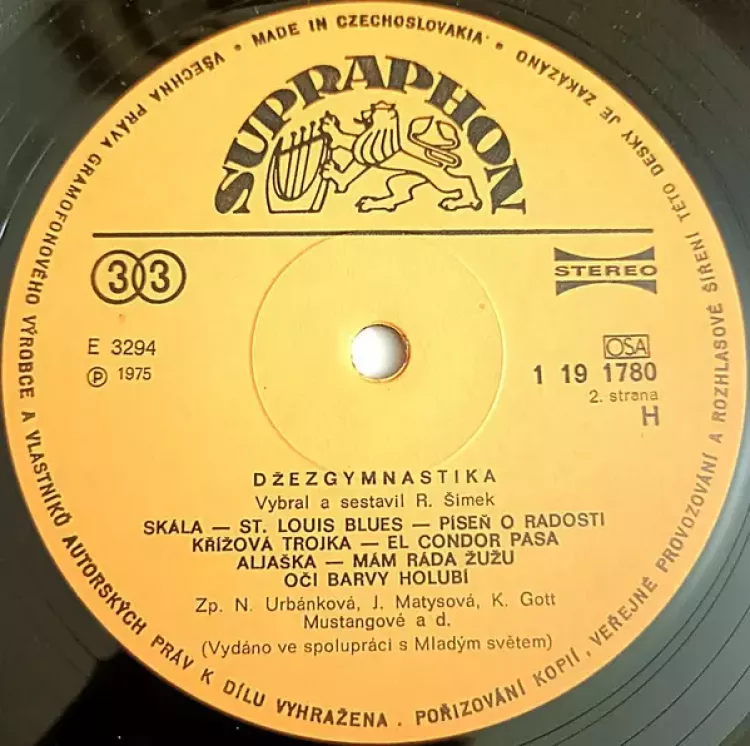 • VŠECHNA PRÁVA GRAMOFONOVÉHO VÝROBCE A VLASTNÍKŮ AUTORSKÝCH PRÁV K DÍLU VYHRAŽENA . POŘIZOVÁNÍ KOPIÍ, VEŘEJNÉ PROVOZOVÁNÍ A ROZHLASOVÉ ŠÍŘENÍ TÉTO DESKY JE ZAKÁZÁNO •
MADE IN CZECHOSLOVAKIA
SUPRAPHON
33
STEREO
E 3294
℗ 1975
OSA
1 19 1780
2. strana
H
DŽEZGYMNASTIKA
Vybral a sestavil R. Šimek
SKÁLA — ST. LOUIS BLUES — PÍSEŇ O RADOSTI
KŘÍŽOVÁ TROJKA — EL CONDOR PASA
ALJAŠKA — MÁM RÁDA ŽUŽU
OČI BARVY HOLUBÍ
Zp. N. Urbánková, J. Matysová, K. Gott
Mustangové a d.
(Vydáno ve spolupráci s Mladým světem)